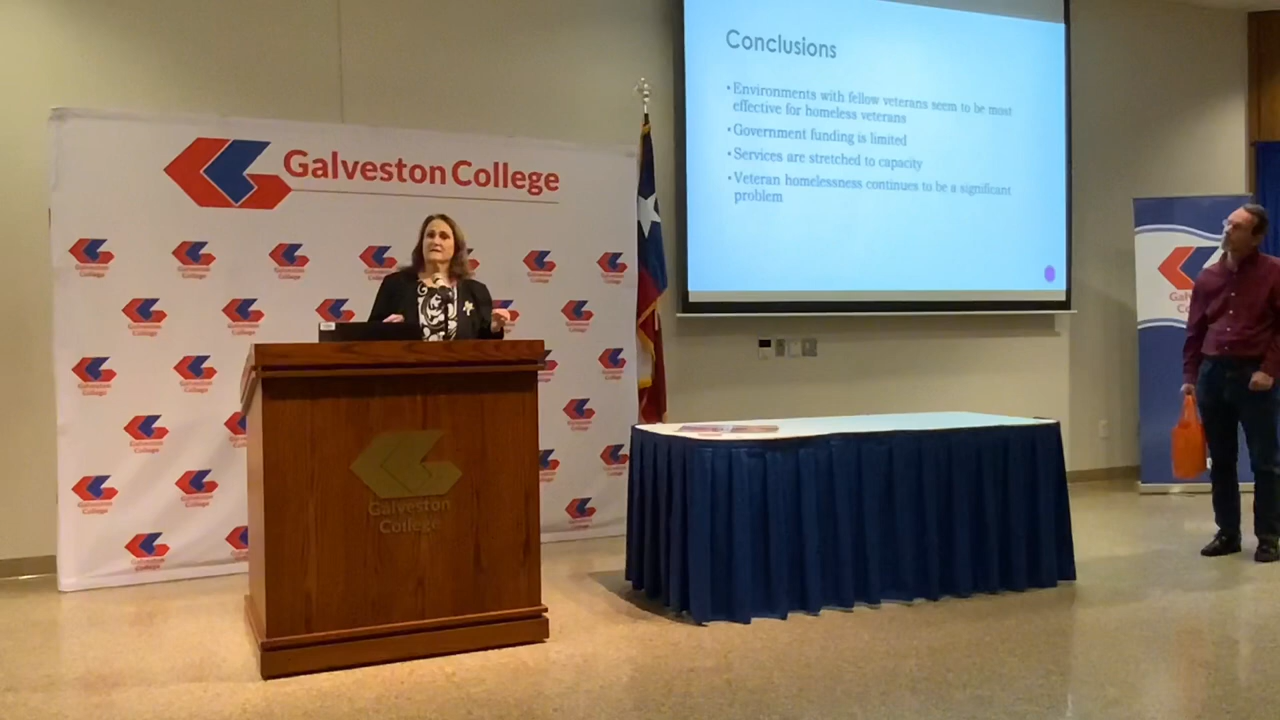 Galveston College
Conclusions
• Environments with fellow veterans seem to be most
effective for homeless veterans
• Government funding is limited
• Services are stretched to capacity
• Veteran homelessness continues to be a significant
problem
Galveston
College